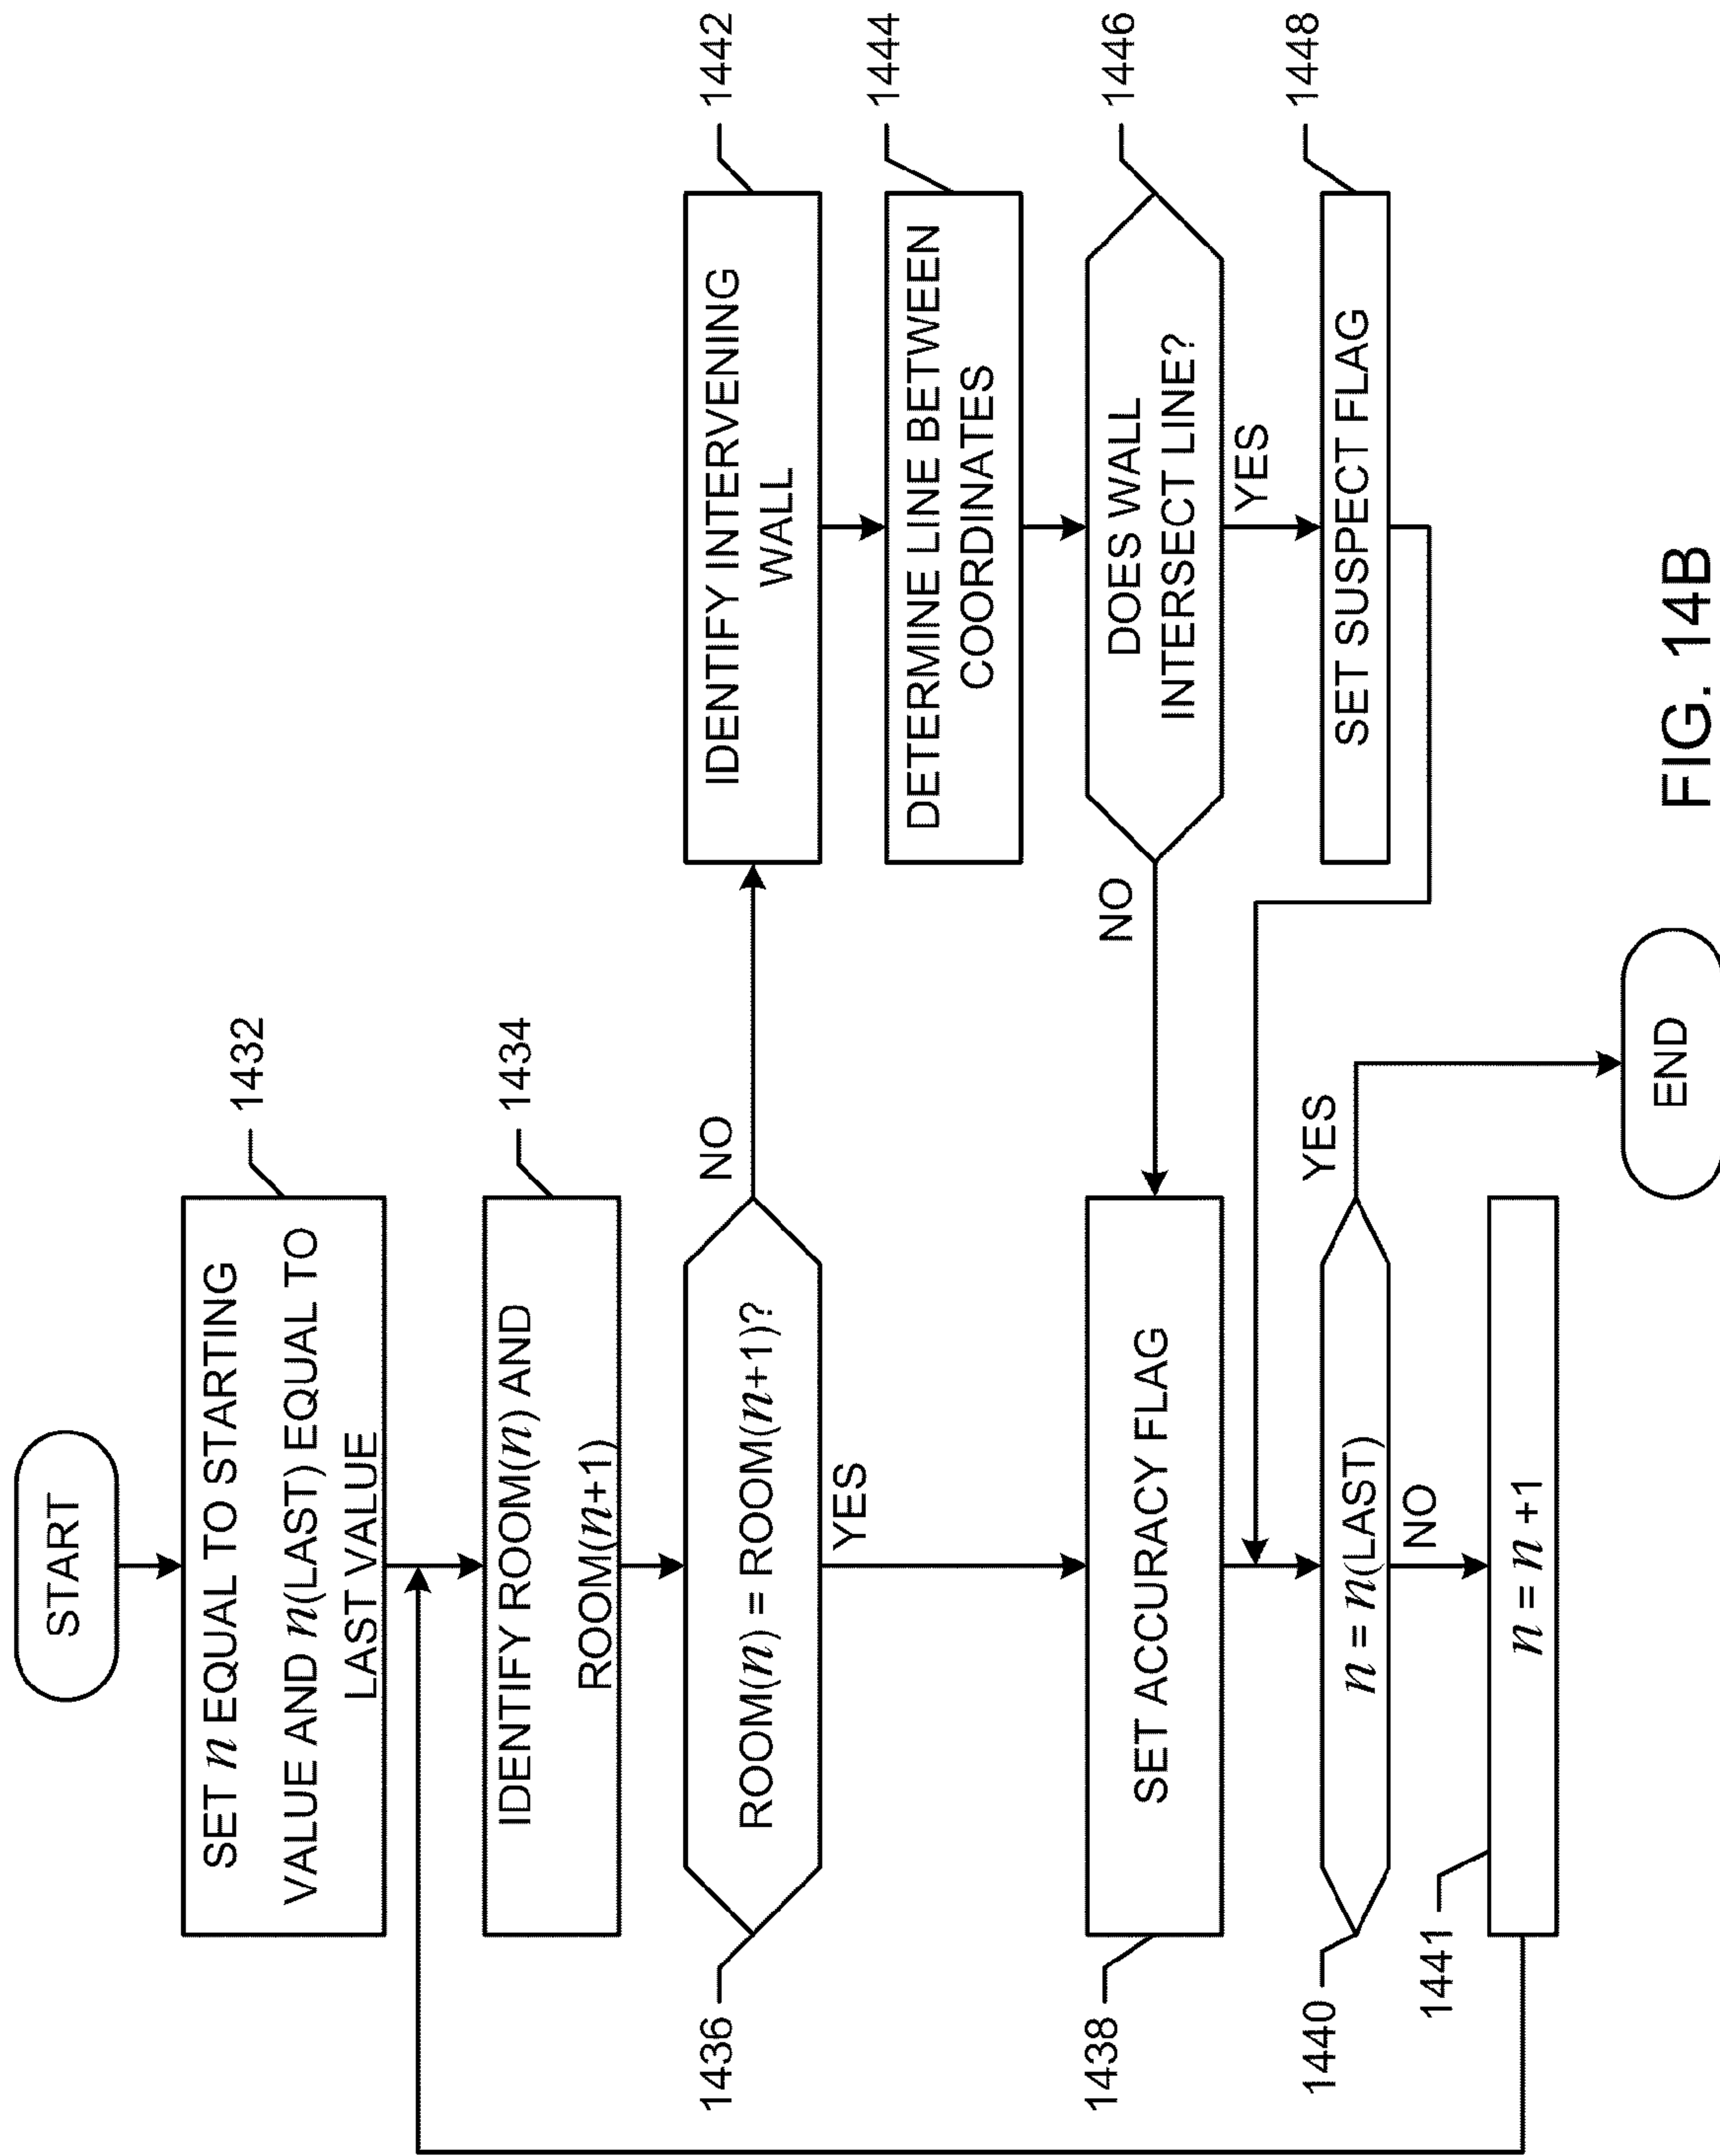 START
SET n EQUAL TO STARTING
VALUE AND n(LAST) EQUAL TO
LAST VALUE
1432
IDENTIFY ROOM(n) AND
ROOM(n+1)
1434
ROOM(n) = ROOM(n+1)?
1436
NO
YES
IDENTIFY INTERVENING
WALL
1442
DETERMINE LINE BETWEEN
COORDINATES
1444
DOES WALL
INTERSECT LINE?
1446
NO
YES
SET SUSPECT FLAG
1448
SET ACCURACY FLAG
1438
n = n(LAST)
1440
YES
NO
n = n +1
1441
END
FIG. 14B